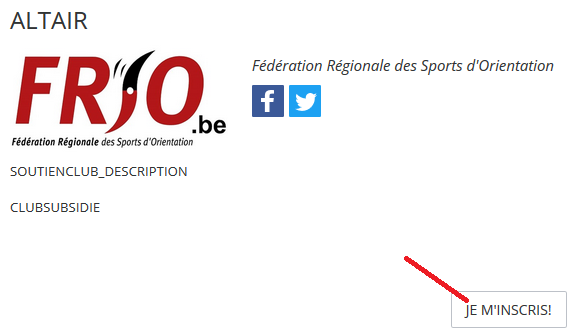 ALTAIR
FRSO.be
Fédération Régionale des Sports d'Orientation
Fédération Régionale des Sports d'Orientation
SOUTIENCLUB_DESCRIPTION
CLUBSUBSIDIE
JE M'INSCRIS!